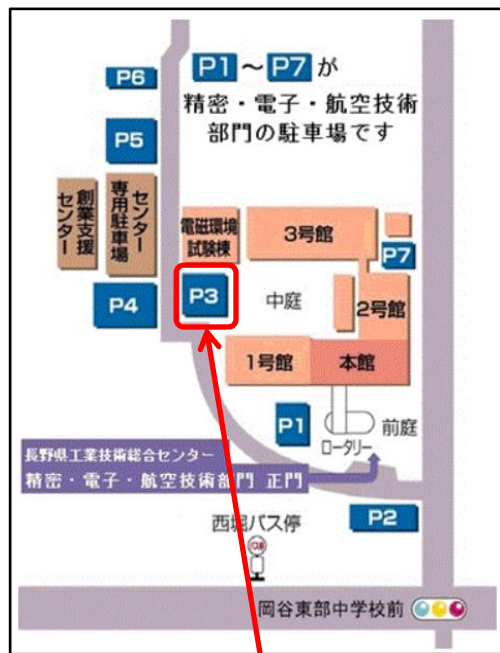 P1～P7が
精密・電子・航空技術
部門の駐車場です
P6
P5
創業支援
センター
センター
専用駐車場
電磁環境
試験棟
3号館
P7
P4
P3
中庭
2号館
1号館
本館
P1
ロータリー
前庭
長野県工業技術総合センター
精密・電子・航空技術部門 正門
P2
西堀バス停
岡谷東部中学校前